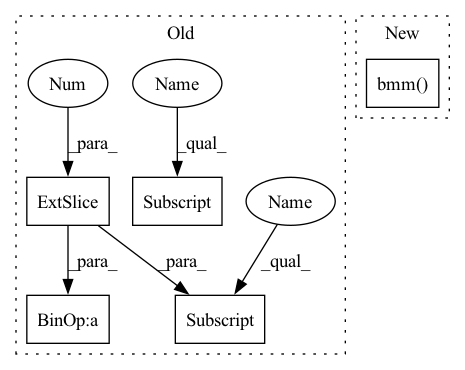 Old
New
Num
Name
bmm()
_para_
_qual_
ExtSlice
Subscript
Name
_para_
_para_
_qual_
BinOp:a
Subscript